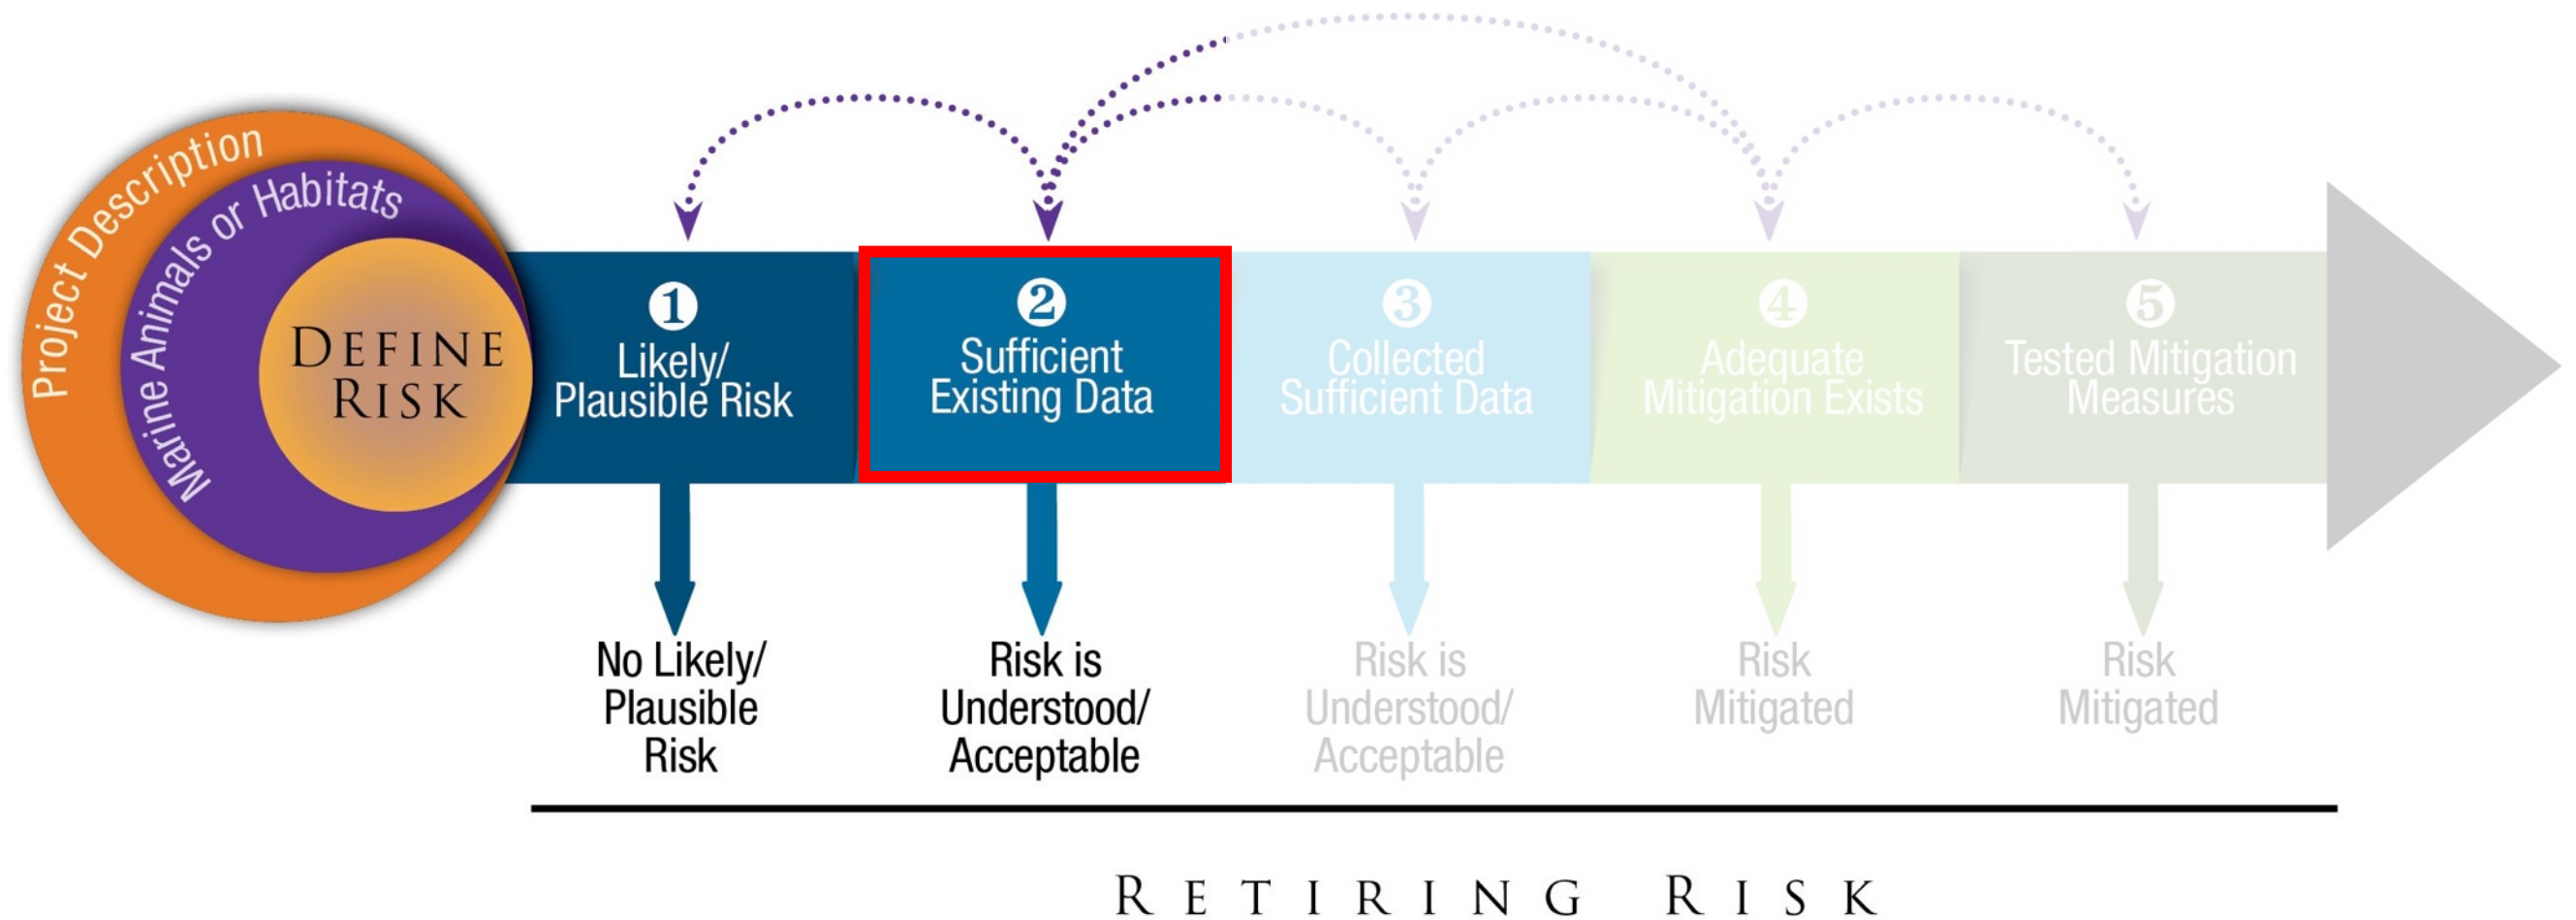 Project Description
Marine Animals or Habitats
DEFINE
RISK
1
Likely/
Plausible Risk
2
Sufficient
Existing Data
3
Collected
Sufficient Data
4
Adequate
Mitigation Exists
5
Tested Mitigation
Measures
No Likely/
Plausible
Risk
Risk is
Understood/
Acceptable
Risk is
Understood/
Acceptable
Risk
Mitigated
Risk
Mitigated
RETIRING RISK